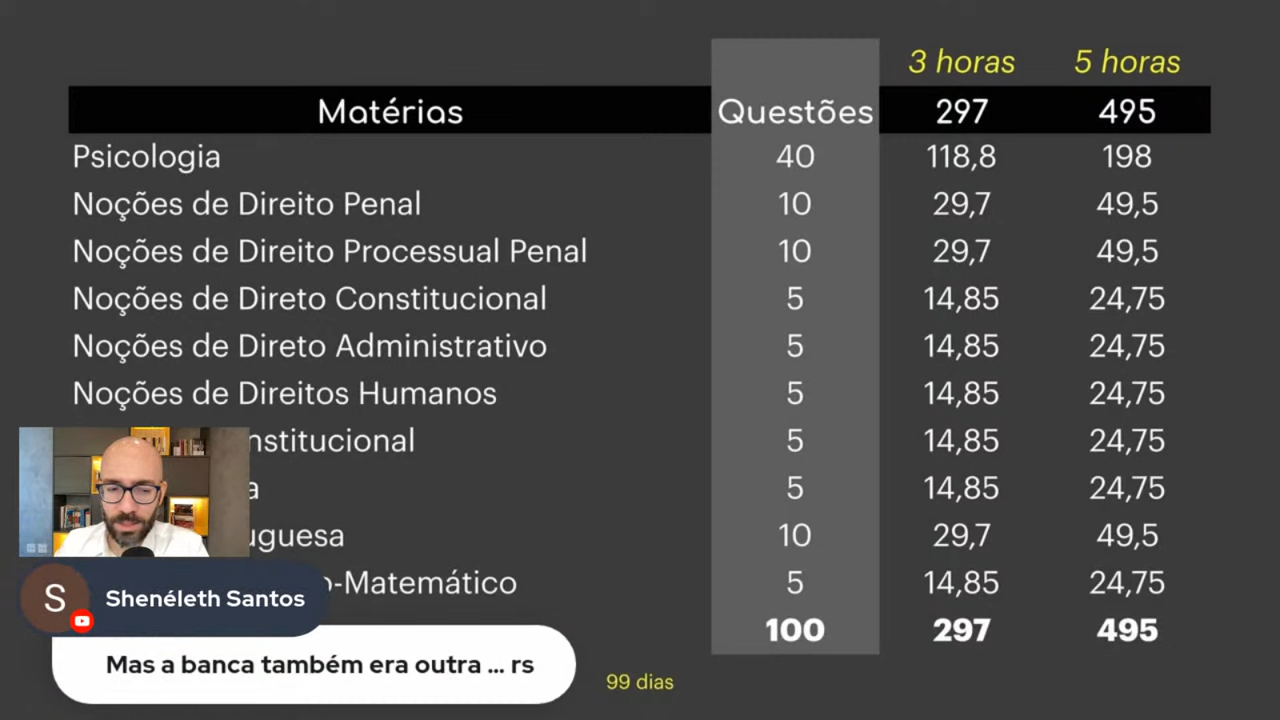 3 horas 5 horas
Matérias Questões 297 495
Psicologia 40 118,8 198
Noções de Direito Penal 10 29,7 49,5
Noções de Direito Processual Penal 10 29,7 49,5
Noções de Direto Constitucional 5 14,85 24,75
Noções de Direto Administrativo 5 14,85 24,75
Noções de Direitos Humanos 5 14,85 24,75
nstitucional 5 14,85 24,75
a 5 14,85 24,75
uguesa 10 29,7 49,5
o-Matemático 5 14,85 24,75
100 297 495
S Shenéleth Santos
Mas a banca também era outra ... rs
99 dias